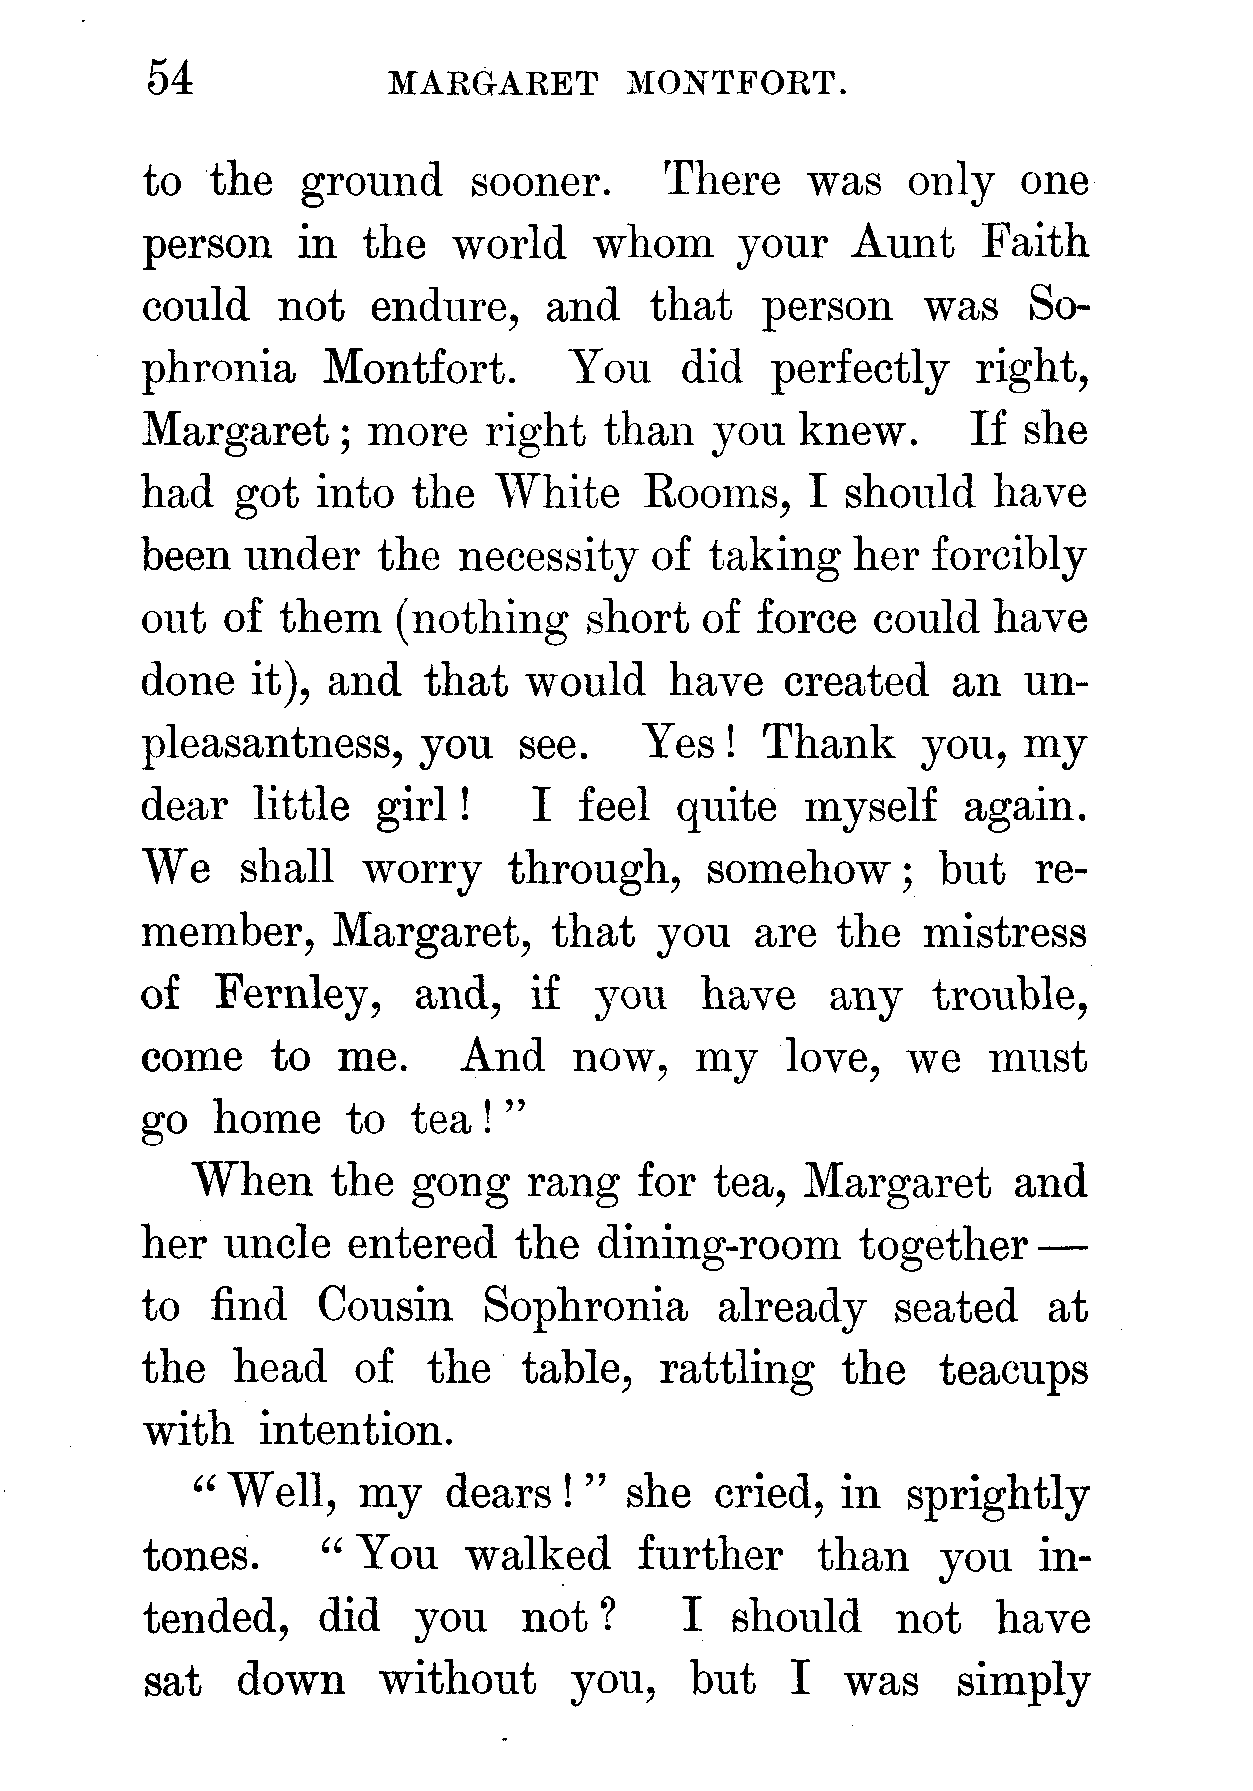 54 MARGARET MONTFORT.
to the ground sooner. There was only one
person in the world whom your Aunt Faith
could not endure, and that person was So-
phronia Montfort. You did perfectly right,
Margaret ; more right than you knew. If she
had got into the White Rooms, I should have
been under the necessity of taking her forcibly
out of them (nothing short of force could have
done it), and that would have created an un-
pleasantness, you see. Yes ! Thank you, my
dear little girl ! I feel quite myself again.
We shall worry through, somehow ; but re-
member, Margaret, that you are the mistress
of Fernley, and, if you have any trouble,
come to me. And now, my love, we must
go home to tea ! ”
When the gong rang for tea, Margaret and
her uncle entered the dining-room together —
to find Cousin Sophronia already seated at
the head of the table, rattling the teacups
with intention.
“ Well, my dears ! ” she cried, in sprightly
tones. “ You walked further than you in-
tended, did you not ? I should not have
sat down without you, but I was simply